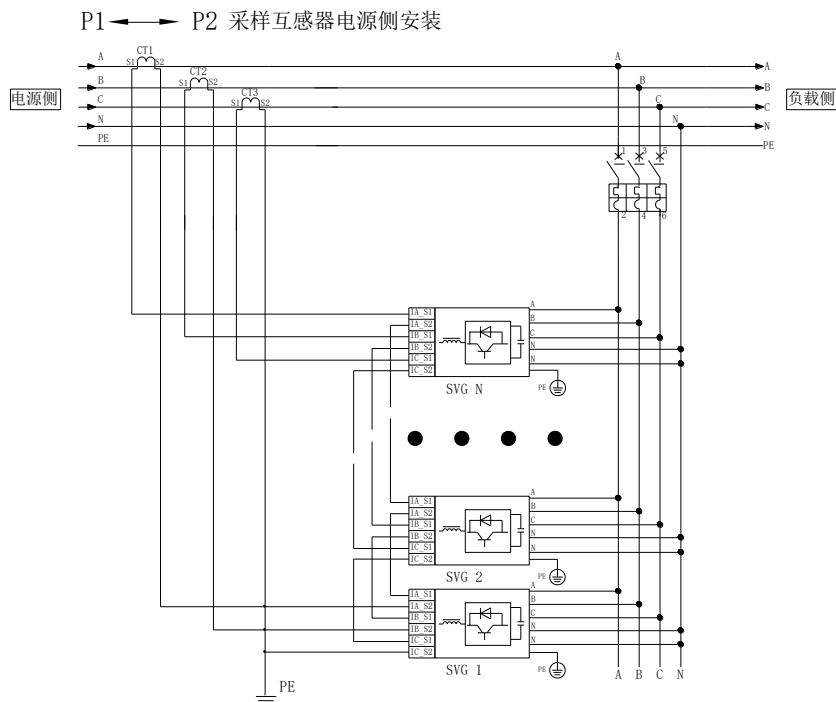 P1 P2 采样互感器电源侧安装
CT1
A S1 S2 A A
CT2
B S1 S2 B B
电源侧 负载侧
CT3
C S1 S2 C C
N N N
PE PE
1 3 5
2 4 6
IA_S1 A
IA_S2 B
IB_S1 C
IB_S2 N
IC_S1 N
IC_S2
PE
SVG N
IA_S1 A
IA_S2 B
IB_S1 C
IB_S2 N
IC_S1 N
IC_S2
PE
SVG 2
IA_S1 A
IA_S2 B
IB_S1 C
IB_S2 N
IC_S1 N
IC_S2
PE
SVG 1
A B C N
PE